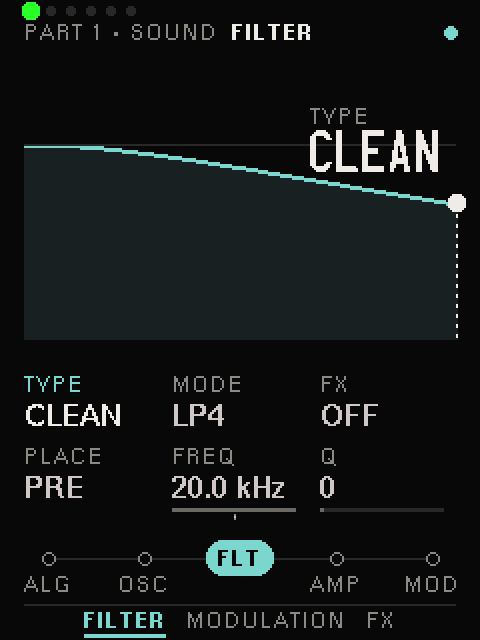 PART 1 · SOUND FILTER
TYPE
CLEAN
TYPE MODE FX
CLEAN LP4 OFF
PLACE FREQ Q
PRE 20.0 kHz 0
FLT
ALG OSC AMP MOD
FILTER MODULATION FX